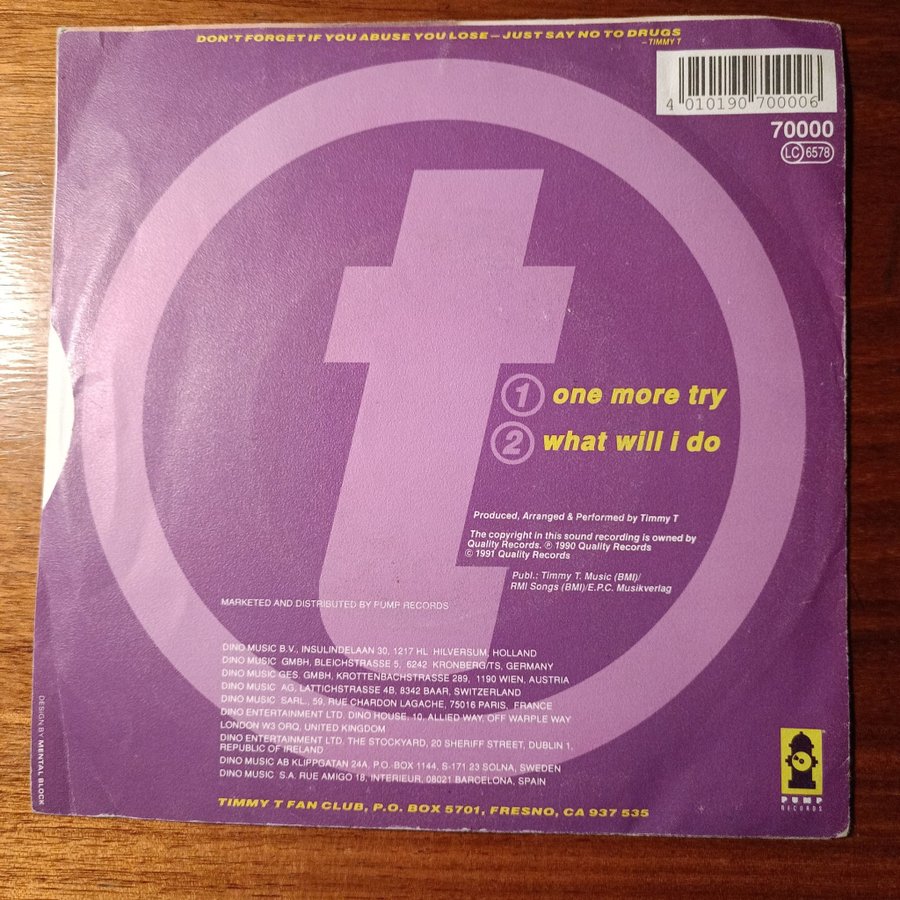 DON'T FORGET IF YOU ABUSE YOU LOSE — JUST SAY NO TO DRUGS
– TIMMY T
4 010190 700006
70000
LC 6578
t
1 one more try
2 what will i do
Produced, Arranged & Performed by Timmy T
The copyright in this sound recording is owned by
Quality Records. ℗ 1990 Quality Records
© 1991 Quality Records
Publ.: Timmy T. Music (BMI)/
RMI Songs (BMI)/E.P.C. Musikverlag
MARKETED AND DISTRIBUTED BY PUMP RECORDS
DINO MUSIC B.V., INSULINDELAAN 30, 1217 HL HILVERSUM, HOLLAND
DINO MUSIC GMBH, BLEICHSTRASSE 5, 6242 KRONBERG/TS, GERMANY
DINO MUSIC GES. GMBH, KROTTENBACHSTRASSE 289, 1190 WIEN, AUSTRIA
DINO MUSIC AG, LATTICHSTRASSE 4B, 8342 BAAR, SWITZERLAND
DINO MUSIC SARL., 59, RUE CHARDON LAGACHE, 75016 PARIS, FRANCE
DINO ENTERTAINMENT LTD. DINO HOUSE, 10, ALLIED WAY, OFF WARPLE WAY
LONDON W3 ORQ, UNITED KINGDOM
DINO ENTERTAINMENT LTD. THE STOCKYARD, 20 SHERIFF STREET, DUBLIN 1,
REPUBLIC OF IRELAND
DINO MUSIC AB KLIPPGATAN 24A, P.O. BOX 1144, S-171 23 SOLNA, SWEDEN
DINO MUSIC S.A. RUE AMIGO 18, INTERIEUR, 08021 BARCELONA, SPAIN
TIMMY T FAN CLUB, P.O. BOX 5701, FRESNO, CA 937 535
DESIGN BY MENTAL BLOCK
PUMP
RECORDS